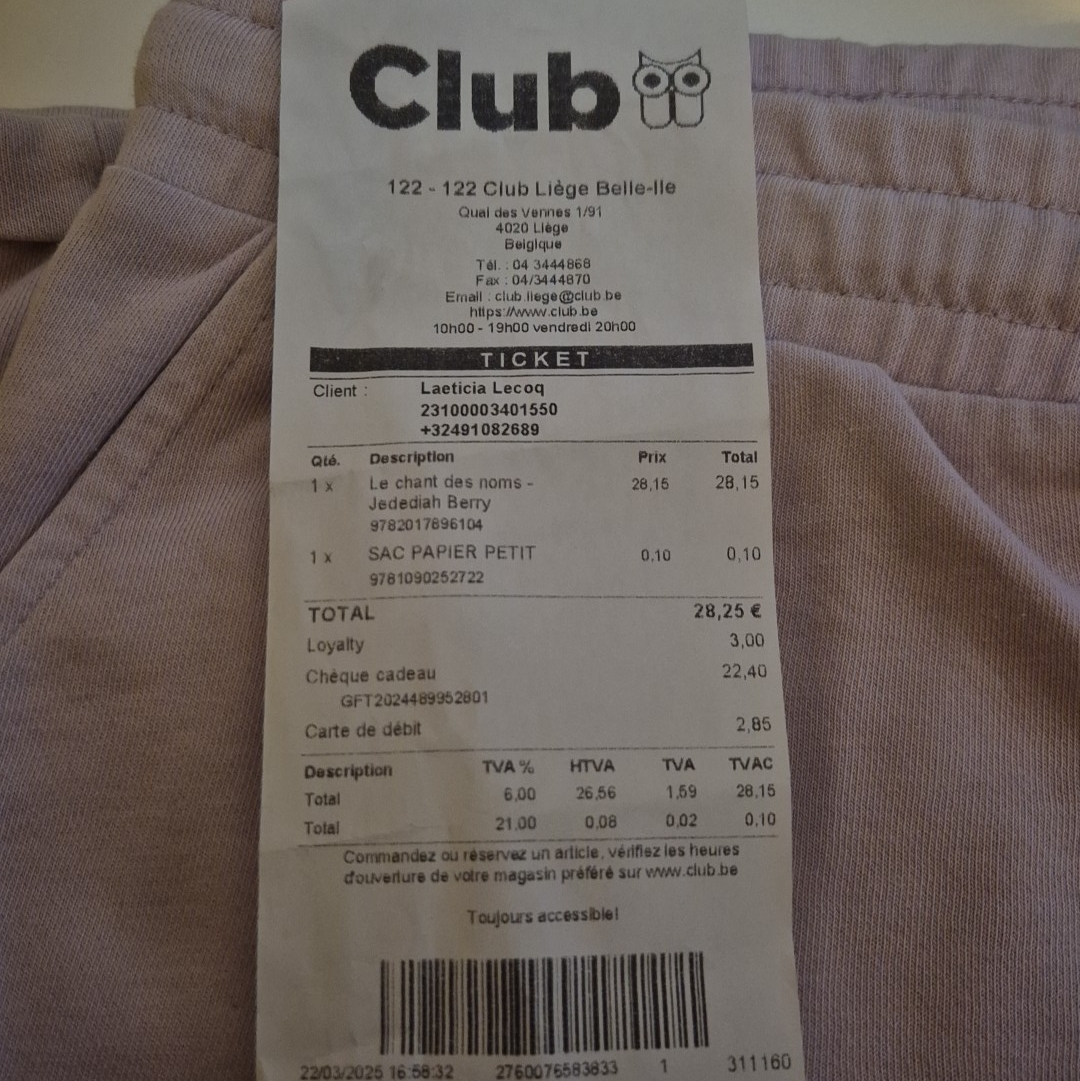 Club
122 - 122 Club Liège Belle-Ile
Quai des Vennes 1/91
4020 Liège
Belgique
Tél. : 04 3444868
Fax : 04/3444870
Email : club.liege@club.be
https://www.club.be
10h00 - 19h00 vendredi 20h00
TICKET
Client : Laeticia Lecoq
23100003401550
+32491082689
Qté. Description Prix Total
1 x Le chant des noms - 28,15 28,15
Jedediah Berry
9782017896104
1 x SAC PAPIER PETIT 0,10 0,10
9781090252722
TOTAL 28,25 €
Loyalty 3,00
Chèque cadeau 22,40
GFT2024489952801
Carte de débit 2,85
Description TVA % HTVA TVA TVAC
Total 6,00 26,56 1,59 28,15
Total 21,00 0,08 0,02 0,10
Commandez ou réservez un article, vérifiez les heures
d'ouverture de votre magasin préféré sur www.club.be
Toujours accessible!
22/03/2025 16:58:32 2760076583833 1 311160